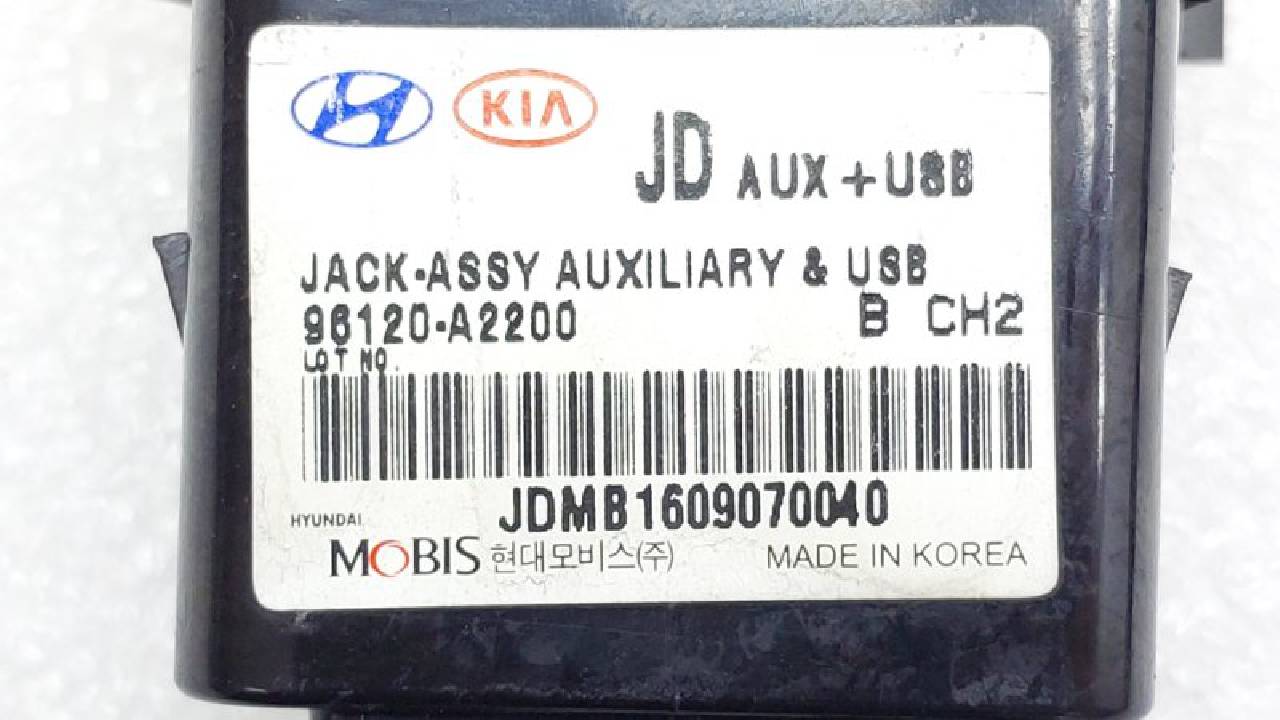 KIA
JD AUX + USB
JACK-ASSY AUXILIARY & USB
96120-A2200 B CH2
LOT NO.
JDMB1609070040
HYUNDAI
MOBIS 현대모비스(주) MADE IN KOREA